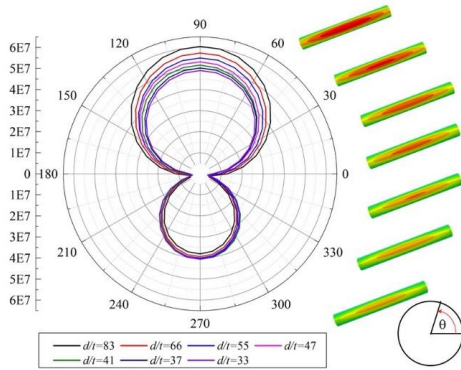 90
120
60
150
30
180
0
210
330
240
300
270
6E7
5E7
4E7
3E7
2E7
1E7
0
1E7
2E7
3E7
4E7
5E7
6E7
d/t=83 d/t=66 d/t=55 d/t=47
d/t=41 d/t=37 d/t=33
θ